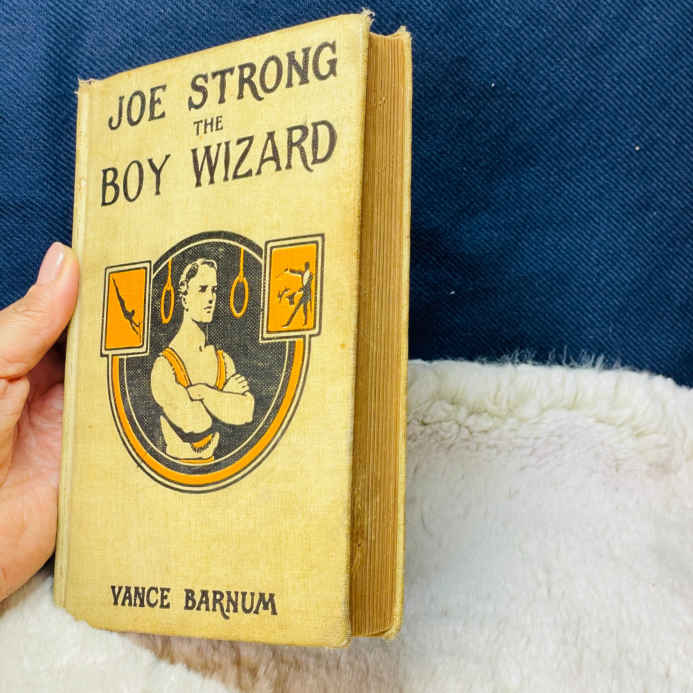 JOE STRONG
THE
BOY WIZARD
VANCE BARNUM